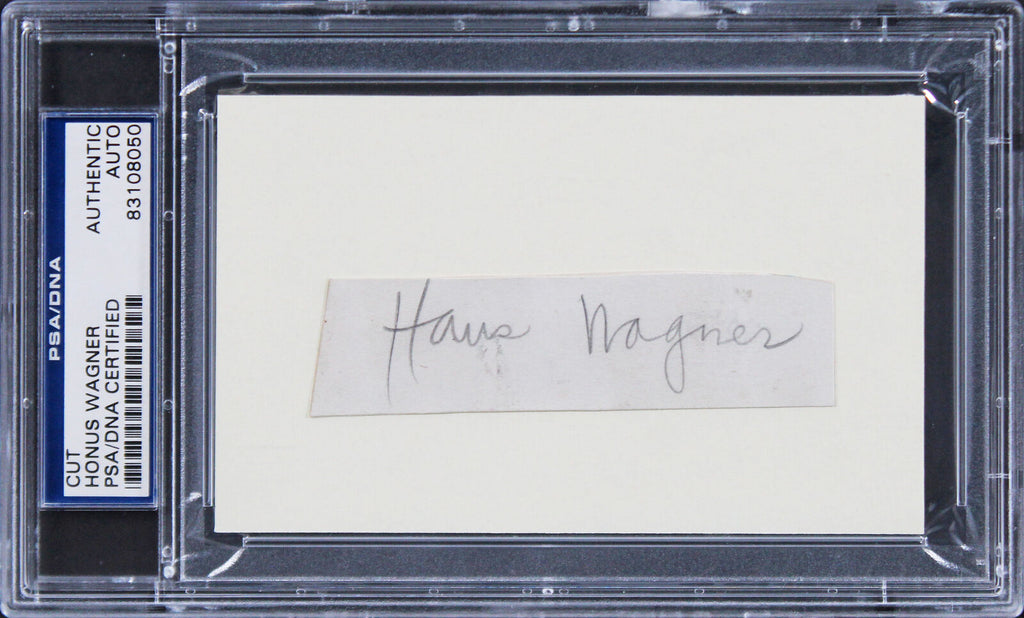 PSA/DNA
CUT
HONUS WAGNER
PSA/DNA CERTIFIED
AUTHENTIC
AUTO
83108050
Hans Wagner